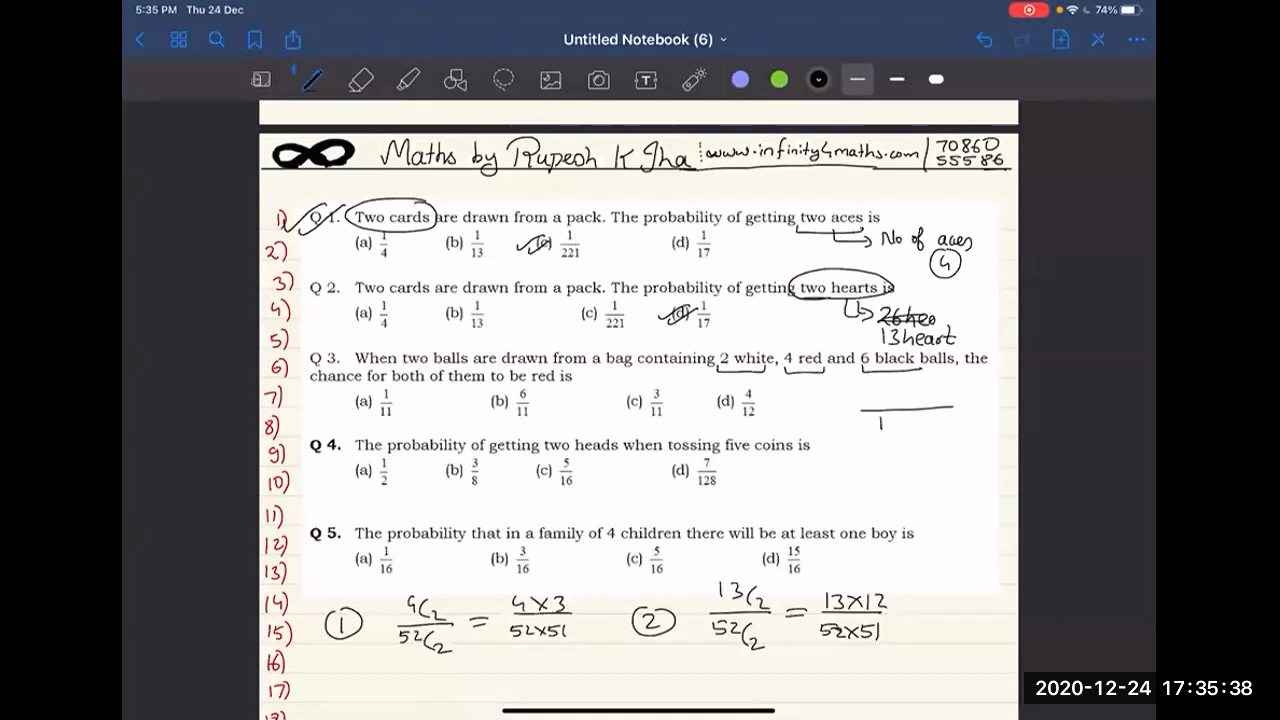 5:35 PM Thu 24 Dec 74%
Untitled Notebook (6)
Maths by Rupesh K Jha www.infinity4maths.com/ 70860 55586
1) Q 1. Two cards are drawn from a pack. The probability of getting two aces is
2) (a) 1/4 (b) 1/13 (c) 1/221 (d) 1/17 No of aces
4
3) Q 2. Two cards are drawn from a pack. The probability of getting two hearts is
4) (a) 1/4 (b) 1/13 (c) 1/221 (d) 1/17
5) 13 heart
6) Q 3. When two balls are drawn from a bag containing 2 white, 4 red and 6 black balls, the
chance for both of them to be red is
7) (a) 1/11 (b) 6/11 (c) 3/11 (d) 4/12
8)
9) Q 4. The probability of getting two heads when tossing five coins is
10) (a) 1/2 (b) 3/8 (c) 5/16 (d) 7/128
11)
12) Q 5. The probability that in a family of 4 children there will be at least one boy is
13) (a) 1/16 (b) 3/16 (c) 5/16 (d) 15/16
14)
15) 1 4C2/52C2 = 4×3/52×51 2 13C2/52C2 = 13×12/52×51
16)
17)
2020-12-24 17:35:38